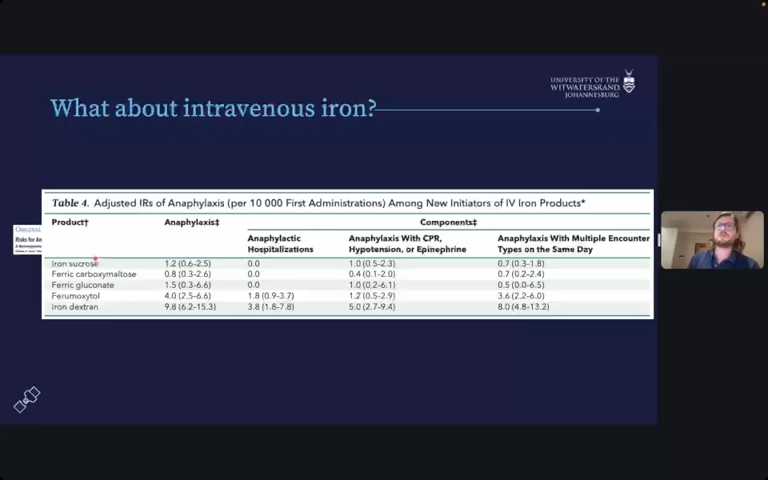 UNIVERSITY OF THE
WITWATERSRAND,
JOHANNESBURG
What about intravenous iron?
Table 4. Adjusted IRs of Anaphylaxis (per 10 000 First Administrations) Among New Initiators of IV Iron Products*
Product† Anaphylaxis‡ Components‡
Anaphylactic Hospitalizations Anaphylaxis With CPR, Hypotension, or Epinephrine Anaphylaxis With Multiple Encounter Types on the Same Day
Iron sucrose 1.2 (0.6-2.5) 0.0 1.0 (0.5-2.3) 0.7 (0.3-1.8)
Ferric carboxymaltose 0.8 (0.3-2.6) 0.0 0.4 (0.1-2.0) 0.7 (0.2-2.4)
Ferric gluconate 1.5 (0.3-6.6) 0.0 1.0 (0.2-6.1) 0.5 (0.0-6.5)
Ferumoxytol 4.0 (2.5-6.6) 1.8 (0.9-3.7) 1.2 (0.5-2.9) 3.6 (2.2-6.0)
Iron dextran 9.8 (6.2-15.3) 3.8 (1.8-7.8) 5.0 (2.7-9.4) 8.0 (4.8-13.2)
ORIGINAL
Risks for An